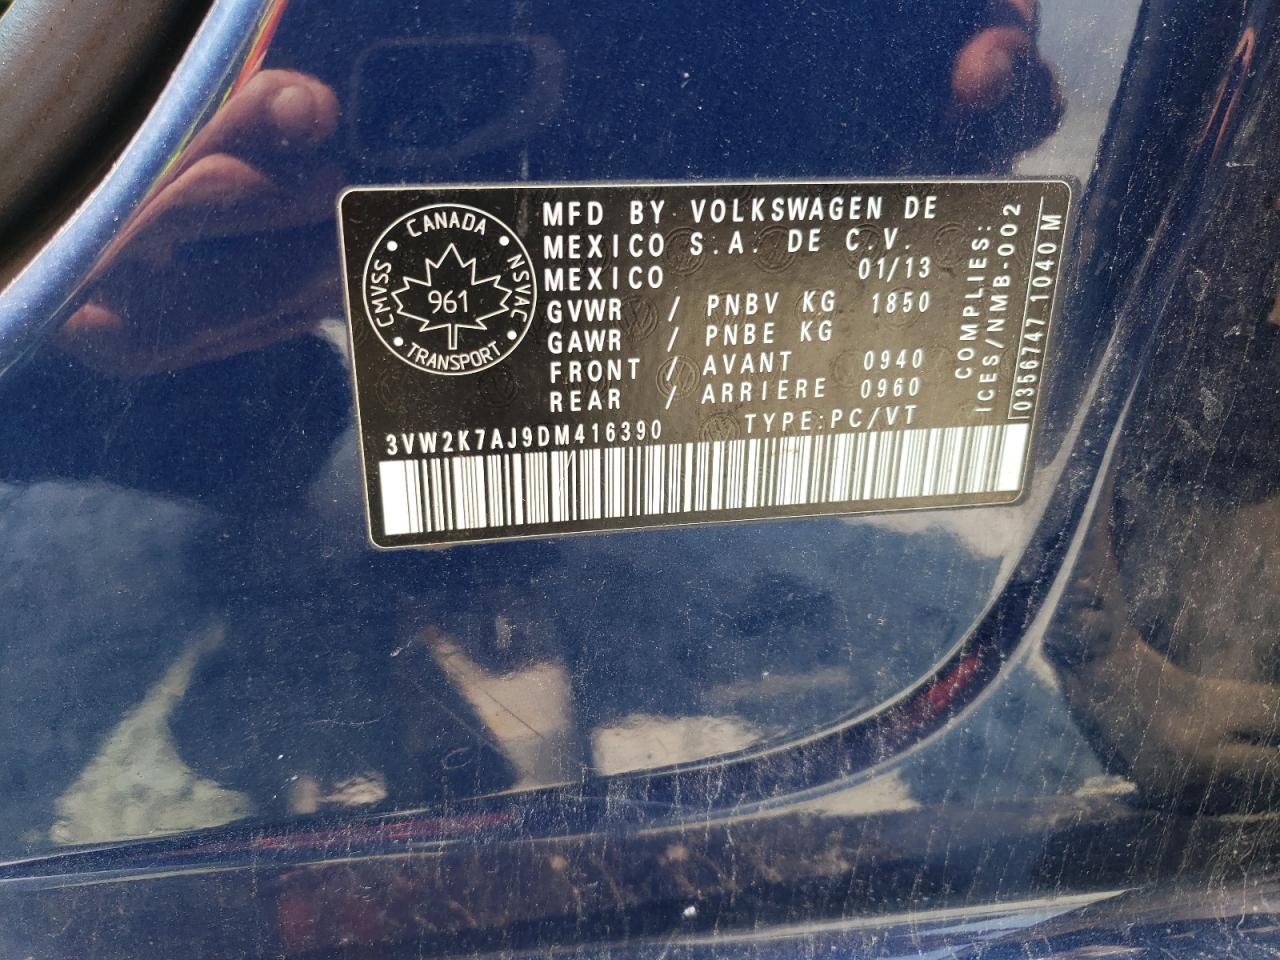 CANADA
NSVAC
TRANSPORT
CMVSS
961
MFD BY VOLKSWAGEN DE
MEXICO S.A. DE C.V.
MEXICO 01/13
GVWR / PNBV KG 1850
GAWR / PNBE KG
FRONT / AVANT 0940
REAR / ARRIERE 0960
3VW2K7AJ9DM416390 TYPE:PC/VT
COMPLIES:
ICES/NMB-002
0356747 1040 M